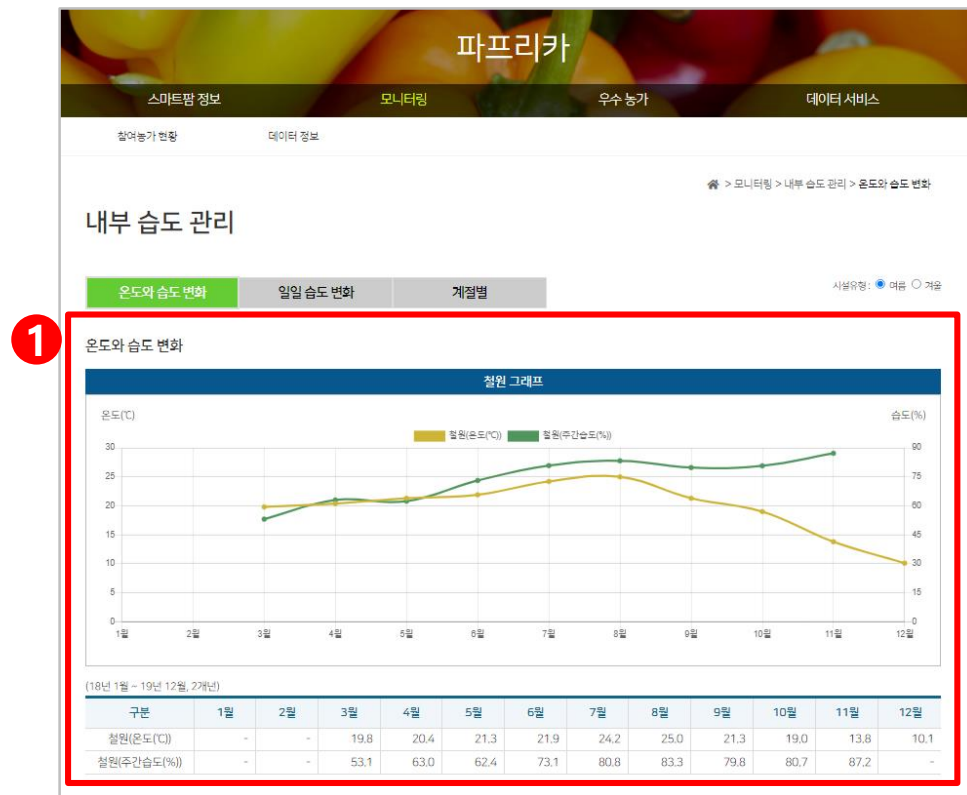 파프리카
스마트팜 정보 모니터링 우수 농가 데이터 서비스
참여농가 현황 데이터 정보
> 모니터링 > 내부 습도 관리 > 온도와 습도 변화
내부 습도 관리
온도와 습도 변화 일일 습도 변화 계절별 시설유형: 여름 겨울
1
온도와 습도 변화
철원 그래프
온도(℃) 습도(%)
철원(온도(℃)) 철원(주간습도(%))
30 90
25 75
20 60
15 45
10 30
5 15
0 0
1월 2월 3월 4월 5월 6월 7월 8월 9월 10월 11월 12월
(18년 1월 ~ 19년 12월, 2개년)
구분 1월 2월 3월 4월 5월 6월 7월 8월 9월 10월 11월 12월
철원(온도(℃)) - - 19.8 20.4 21.3 21.9 24.2 25.0 21.3 19.0 13.8 10.1
철원(주간습도(%)) - - 53.1 63.0 62.4 73.1 80.8 83.3 79.8 80.7 87.2 -